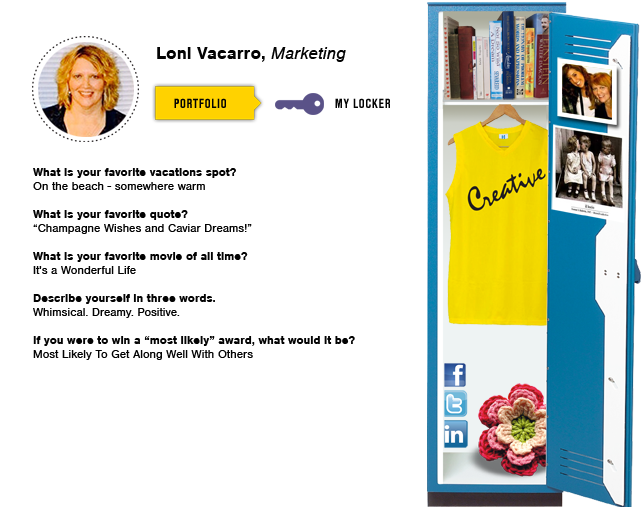 Loni Vacarro, Marketing
PORTFOLIO
MY LOCKER
What is your favorite vacations spot?
On the beach - somewhere warm
What is your favorite quote?
“Champagne Wishes and Caviar Dreams!”
What is your favorite movie of all time?
It's a Wonderful Life
Describe yourself in three words.
Whimsical. Dreamy. Positive.
If you were to win a “most likely” award, what would it be?
Most Likely To Get Along Well With Others
Creative
f
t
in